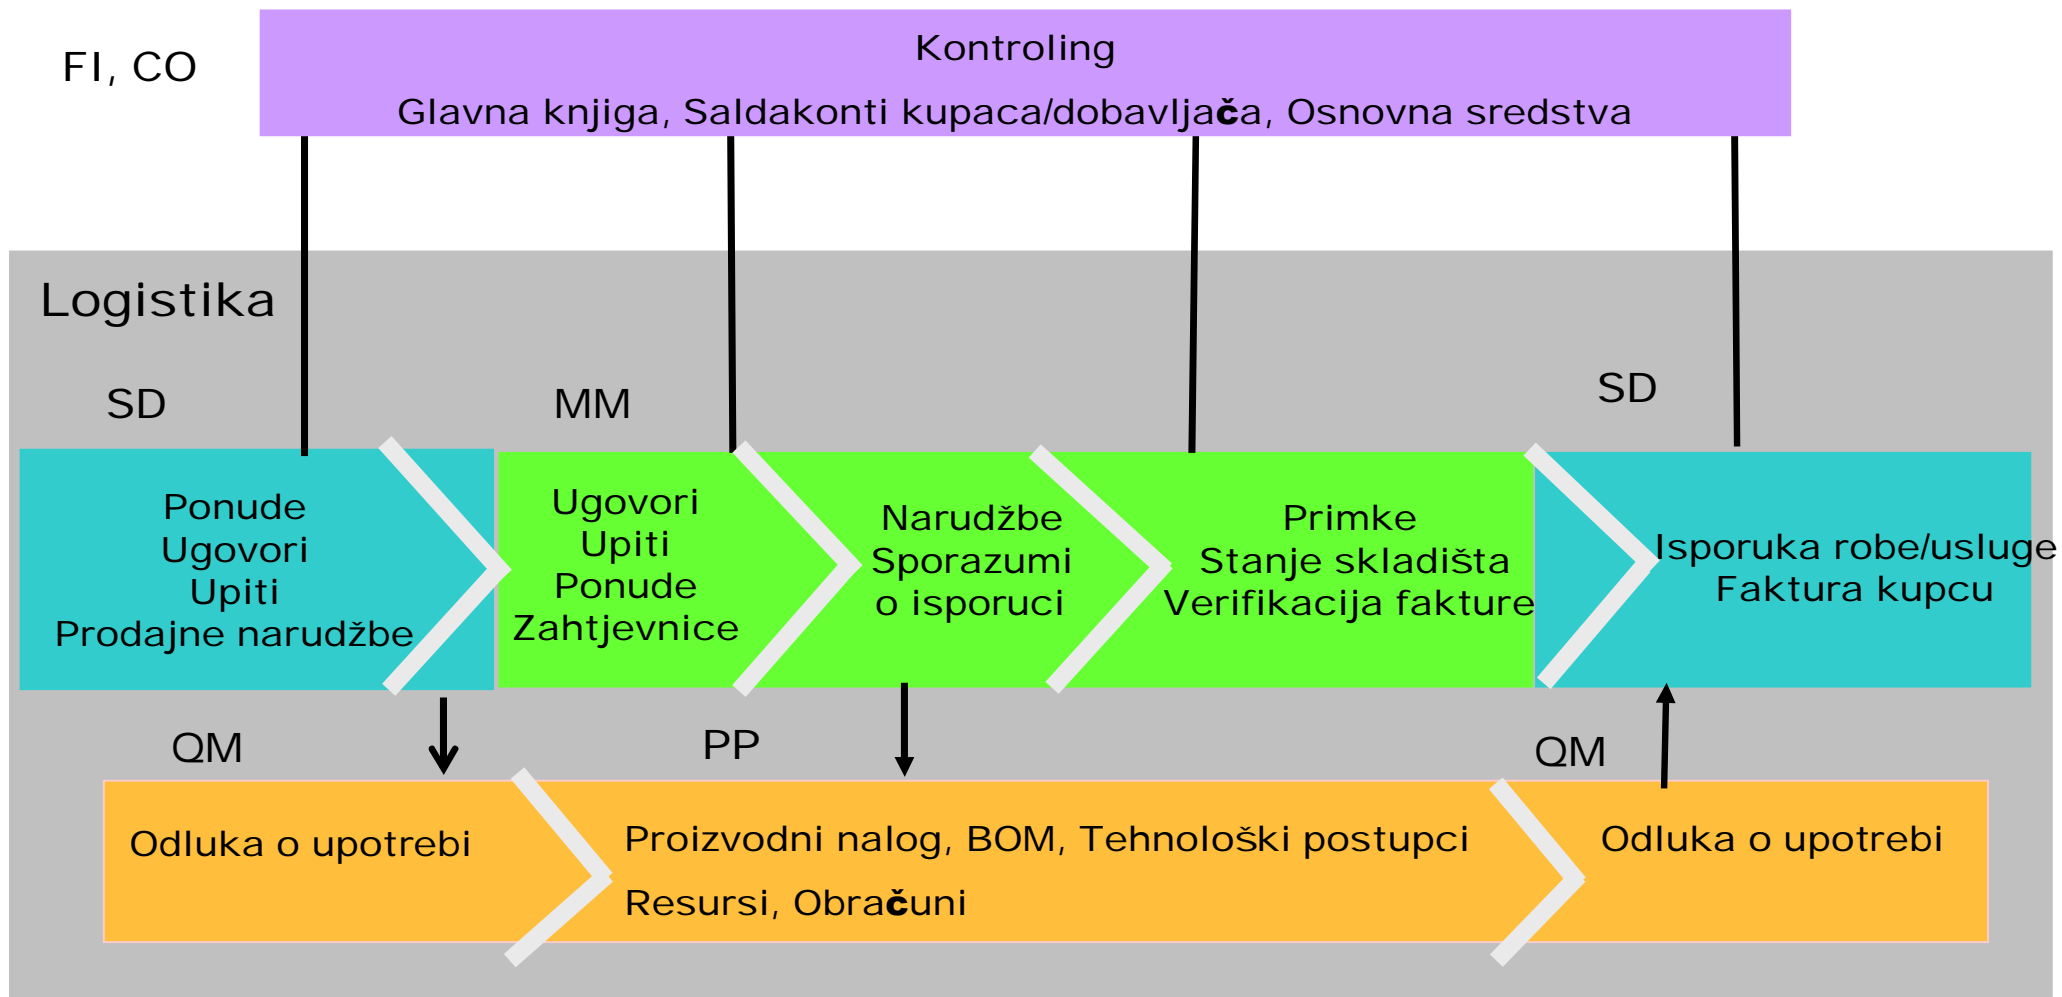 FI, CO
Kontroling
Glavna knjiga, Saldakonti kupaca/dobavljača, Osnovna sredstva
Logistika
SD
MM
SD
Ponude
Ugovori
Upiti
Prodajne narudžbe
Ugovori
Upiti
Ponude
Zahtjevnice
Narudžbe
Sporazumi
o isporuci
Primke
Stanje skladišta
Verifikacija fakture
Isporuka robe/usluge
Faktura kupcu
QM
PP
QM
Odluka o upotrebi
Proizvodni nalog, BOM, Tehnološki postupci
Resursi, Obračuni
Odluka o upotrebi